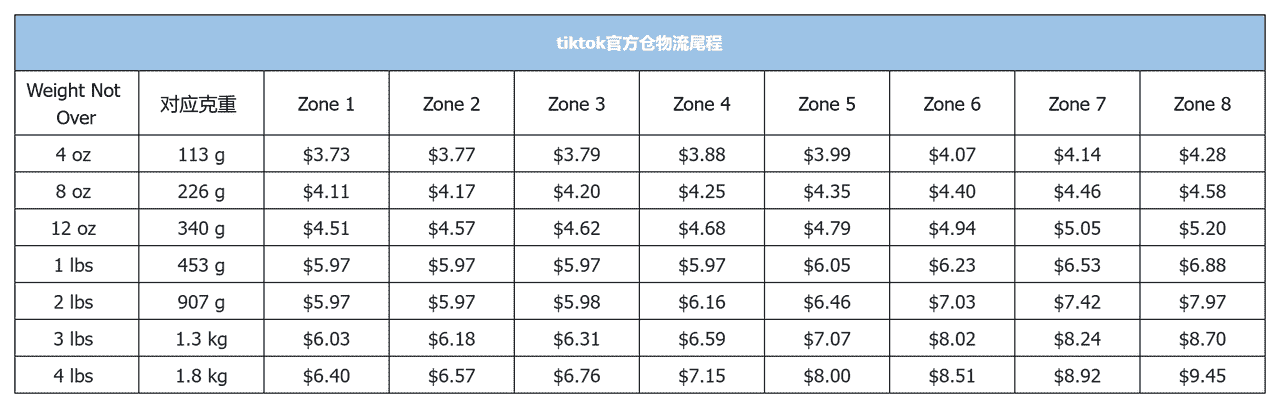 tiktok官方仓物流尾程
Weight Not Over 对应克重 Zone 1 Zone 2 Zone 3 Zone 4 Zone 5 Zone 6 Zone 7 Zone 8
4 oz 113 g $3.73 $3.77 $3.79 $3.88 $3.99 $4.07 $4.14 $4.28
8 oz 226 g $4.11 $4.17 $4.20 $4.25 $4.35 $4.40 $4.46 $4.58
12 oz 340 g $4.51 $4.57 $4.62 $4.68 $4.79 $4.94 $5.05 $5.20
1 lbs 453 g $5.97 $5.97 $5.97 $5.97 $6.05 $6.23 $6.53 $6.88
2 lbs 907 g $5.97 $5.97 $5.98 $6.16 $6.46 $7.03 $7.42 $7.97
3 lbs 1.3 kg $6.03 $6.18 $6.31 $6.59 $7.07 $8.02 $8.24 $8.70
4 lbs 1.8 kg $6.40 $6.57 $6.76 $7.15 $8.00 $8.51 $8.92 $9.45